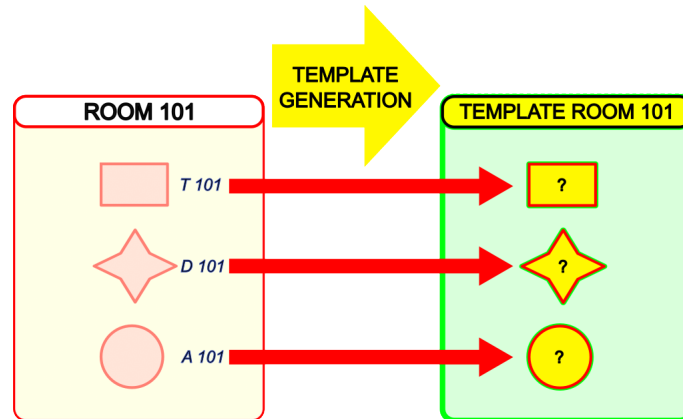 TEMPLATE
GENERATION
ROOM 101
TEMPLATE ROOM 101
T 101
?
D 101
?
A 101
?